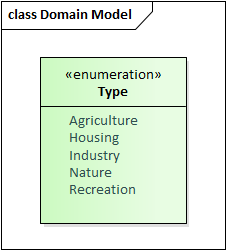 class Domain Model
«enumeration»
Type
Agriculture
Housing
Industry
Nature
Recreation